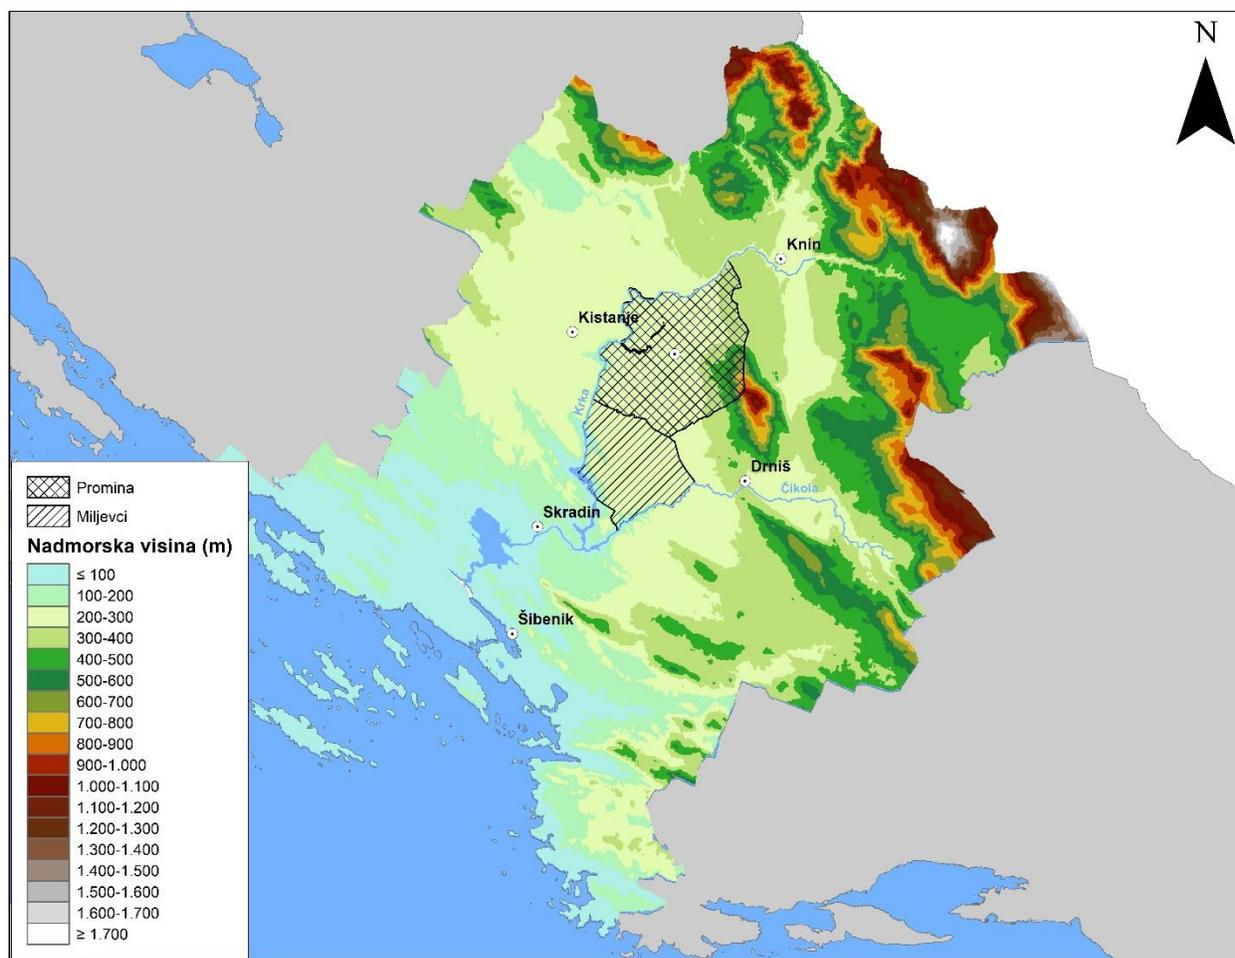 N
Knin
Kistanje
Krka
Drniš
Čikola
Skradin
Šibenik
Promina
Miljevci
Nadmorska visina (m)
≤ 100
100-200
200-300
300-400
400-500
500-600
600-700
700-800
800-900
900-1.000
1.000-1.100
1.100-1.200
1.200-1.300
1.300-1.400
1.400-1.500
1.500-1.600
1.600-1.700
≥ 1.700